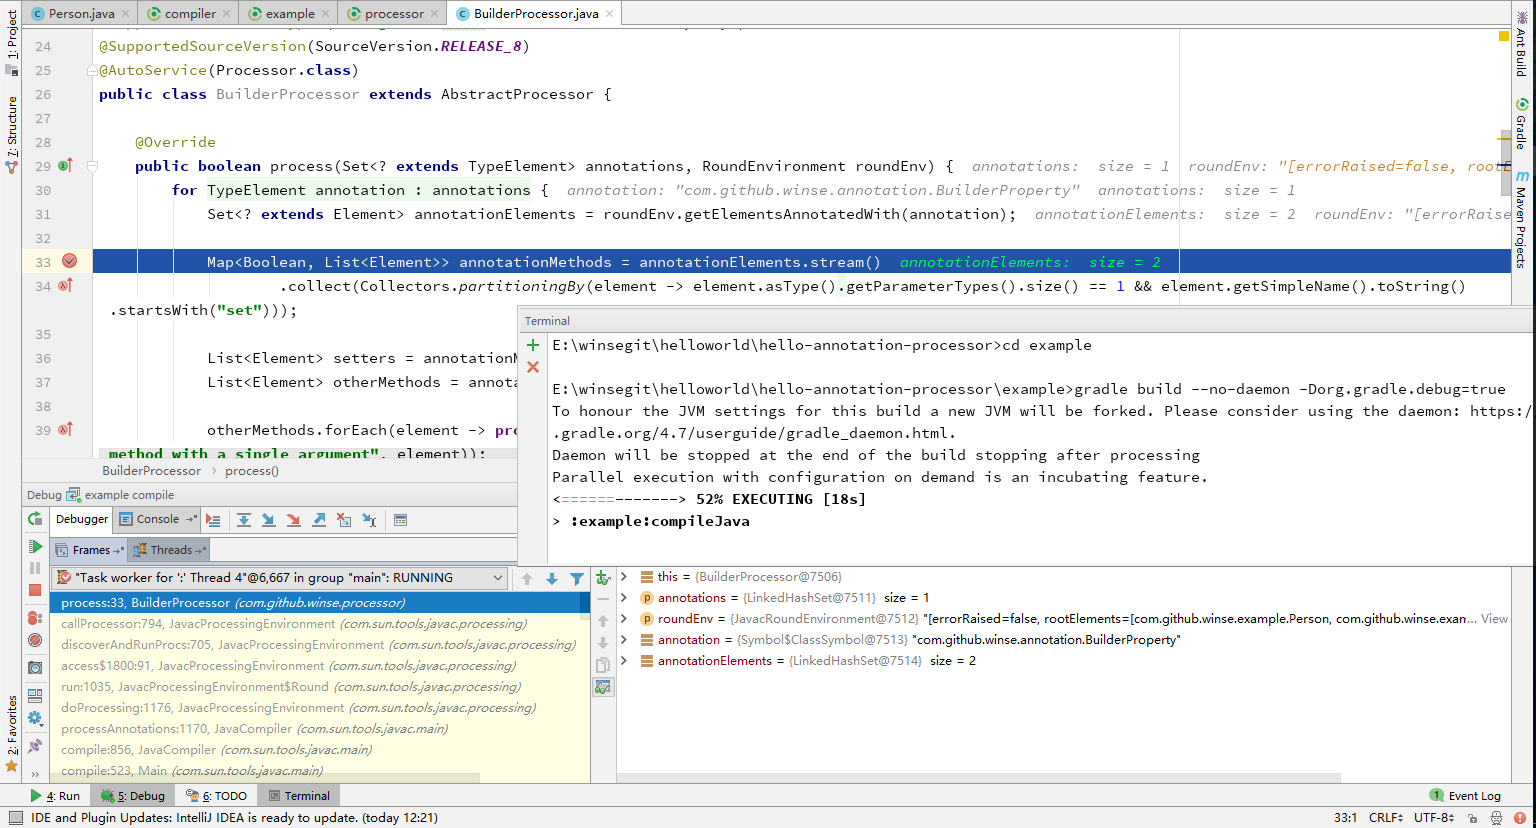 Person.java
compiler
example
processor
BuilderProcessor.java
1: Project
7: Structure
2: Favorites
Ant Build
Gradle
Maven Projects
24 @SupportedSourceVersion(SourceVersion.RELEASE_8)
25 @AutoService(Processor.class)
26 public class BuilderProcessor extends AbstractProcessor {
27
28 @Override
29 public boolean process(Set<? extends TypeElement> annotations, RoundEnvironment roundEnv) { annotations: size = 1 roundEnv: "[errorRaised=false, rootE
30 for TypeElement annotation : annotations { annotation: "com.github.winse.annotation.BuilderProperty" annotations: size = 1
31 Set<? extends Element> annotationElements = roundEnv.getElementsAnnotatedWith(annotation); annotationElements: size = 2 roundEnv: "[errorRaise
32
33 Map<Boolean, List<Element>> annotationMethods = annotationElements.stream() annotationElements: size = 2
34 .collect(Collectors.partitioningBy(element -> element.asType().getParameterTypes().size() == 1 && element.getSimpleName().toString()
.startsWith("set")));
35
36 List<Element> setters = annotationM
37 List<Element> otherMethods = annota
38
39 otherMethods.forEach(element -> pro
method with a single argument", element));
BuilderProcessor › process()
Terminal
E:\winsegit\helloworld\hello-annotation-processor>cd example
E:\winsegit\helloworld\hello-annotation-processor\example>gradle build --no-daemon -Dorg.gradle.debug=true
To honour the JVM settings for this build a new JVM will be forked. Please consider using the daemon: https:/
.gradle.org/4.7/userguide/gradle_daemon.html.
Daemon will be stopped at the end of the build stopping after processing
Parallel execution with configuration on demand is an incubating feature.
<======-------> 52% EXECUTING [18s]
> :example:compileJava
Debug example compile
Debugger
Console
Frames
Threads
"Task worker for ':' Thread 4"@6,667 in group "main": RUNNING
process:33, BuilderProcessor (com.github.winse.processor)
callProcessor:794, JavacProcessingEnvironment (com.sun.tools.javac.processing)
discoverAndRunProcs:705, JavacProcessingEnvironment (com.sun.tools.javac.processing)
access$1800:91, JavacProcessingEnvironment (com.sun.tools.javac.processing)
run:1035, JavacProcessingEnvironment$Round (com.sun.tools.javac.processing)
doProcessing:1176, JavacProcessingEnvironment (com.sun.tools.javac.processing)
processAnnotations:1170, JavaCompiler (com.sun.tools.javac.main)
compile:856, JavaCompiler (com.sun.tools.javac.main)
compile:523, Main (com.sun.tools.javac.main)
this = {BuilderProcessor@7506}
annotations = {LinkedHashSet@7511} size = 1
roundEnv = {JavacRoundEnvironment@7512} "[errorRaised=false, rootElements=[com.github.winse.example.Person, com.github.winse.exan... View
annotation = {Symbol$ClassSymbol@7513} "com.github.winse.annotation.BuilderProperty"
annotationElements = {LinkedHashSet@7514} size = 2
4: Run
5: Debug
6: TODO
Terminal
1 Event Log
IDE and Plugin Updates: IntelliJ IDEA is ready to update. (today 12:21)
33:1 CRLF UTF-8